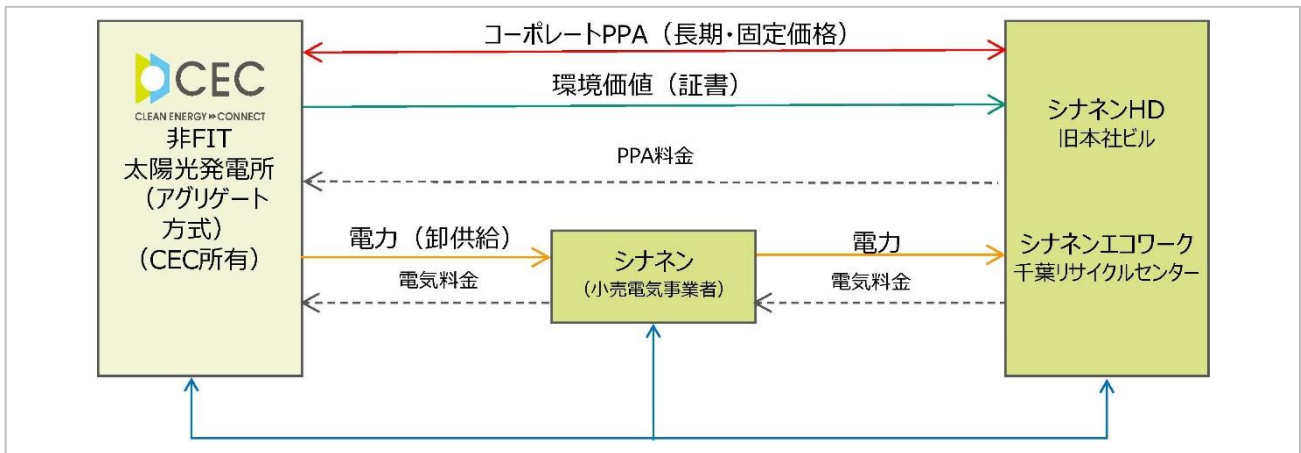 コーポレートPPA（長期・固定価格）
CEC
CLEAN ENERGY CONNECT
非FIT
太陽光発電所
（アグリゲート
方式）
（CEC所有）
環境価値（証書）
PPA料金
電力（卸供給）
電気料金
シナネン
（小売電気事業者）
電力
電気料金
シナネンHD
旧本社ビル
シナネンエコワーク
千葉リサイクルセンター